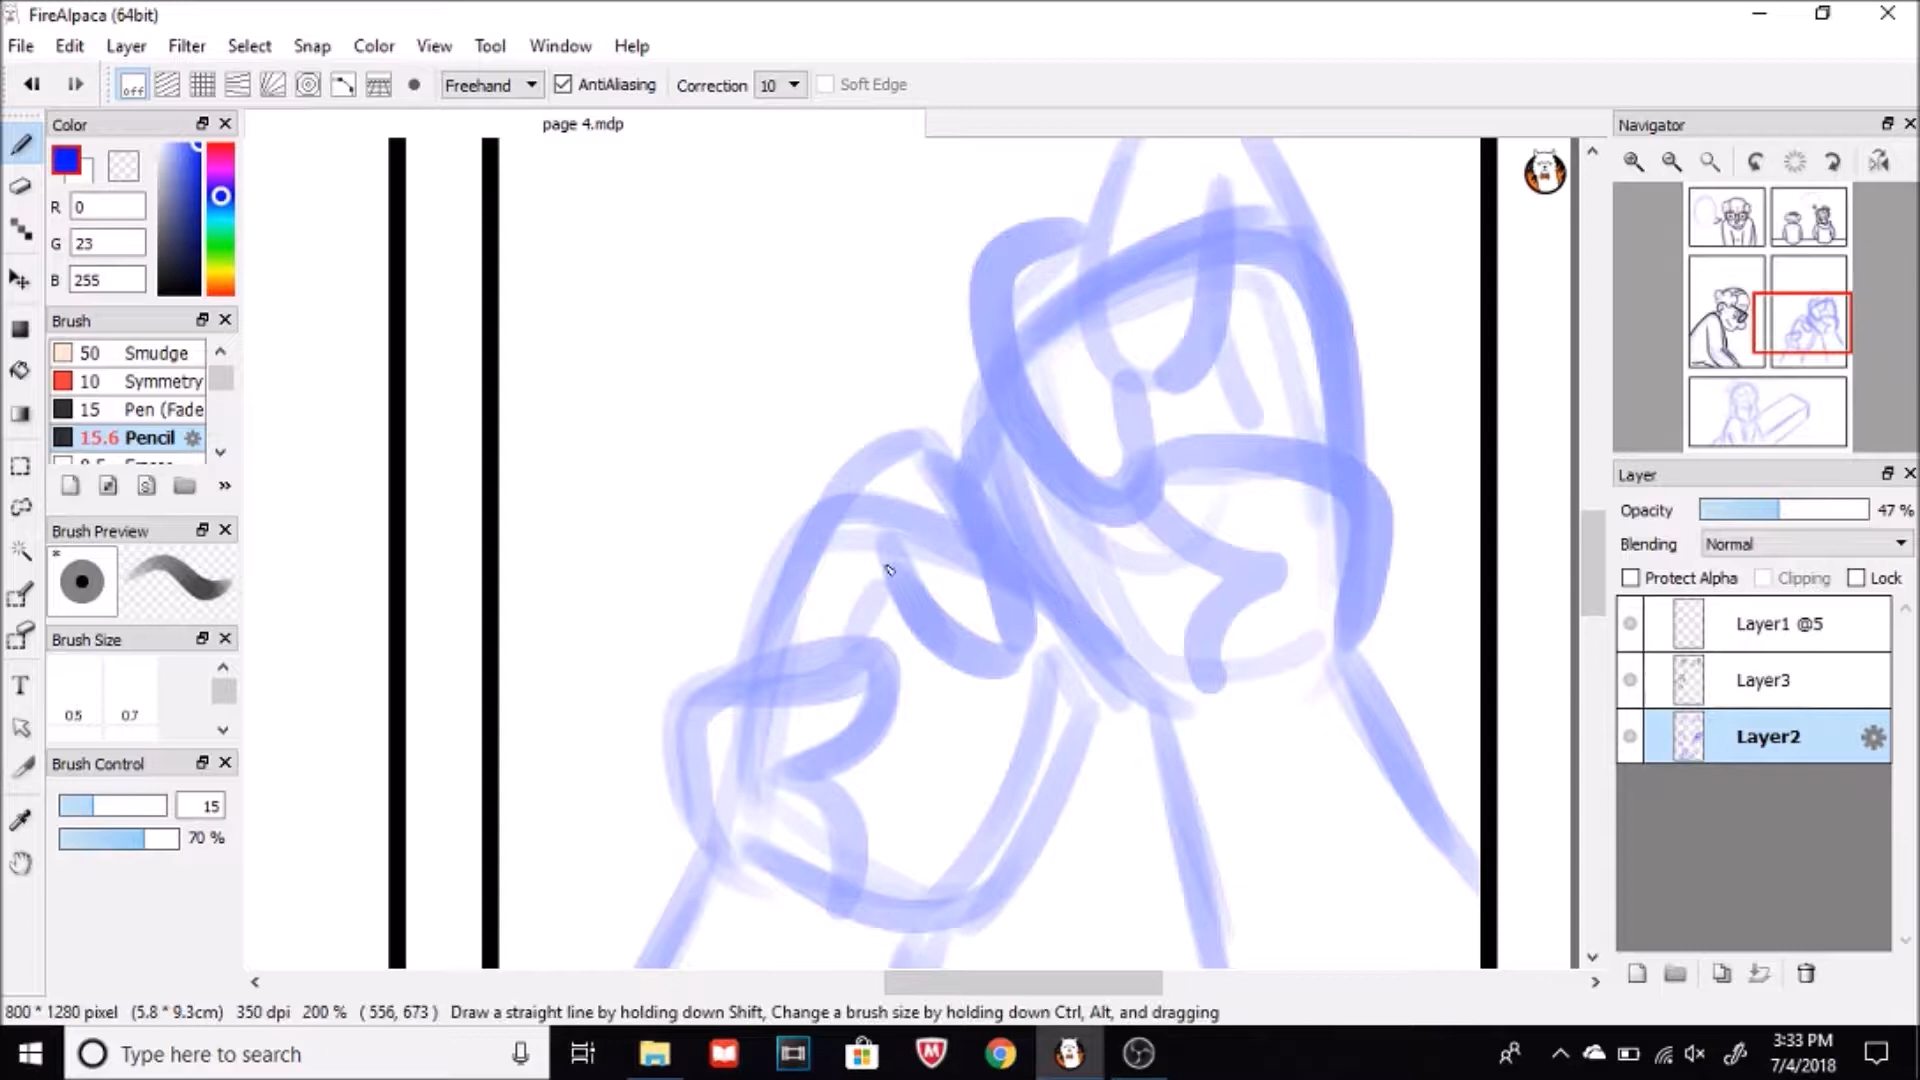 FireAlpaca (64bit)
File Edit Layer Filter Select Snap Color View Tool Window Help
off Freehand AntiAliasing Correction 10 Soft Edge
Color
page 4.mdp
Navigator
R 0
G 23
B 255
Brush
50 Smudge
10 Symmetry
15 Pen (Fade
15.6 Pencil
Layer
Opacity 47 %
Brush Preview
Blending Normal
Protect Alpha Clipping Lock
Layer1 @5
Brush Size
Layer3
05 07
Layer2
Brush Control
15
70 %
800 * 1280 pixel (5.8 * 9.3cm) 350 dpi 200 % ( 556, 673 ) Draw a straight line by holding down Shift, Change a brush size by holding down Ctrl, Alt, and dragging
Type here to search
3:33 PM
7/4/2018